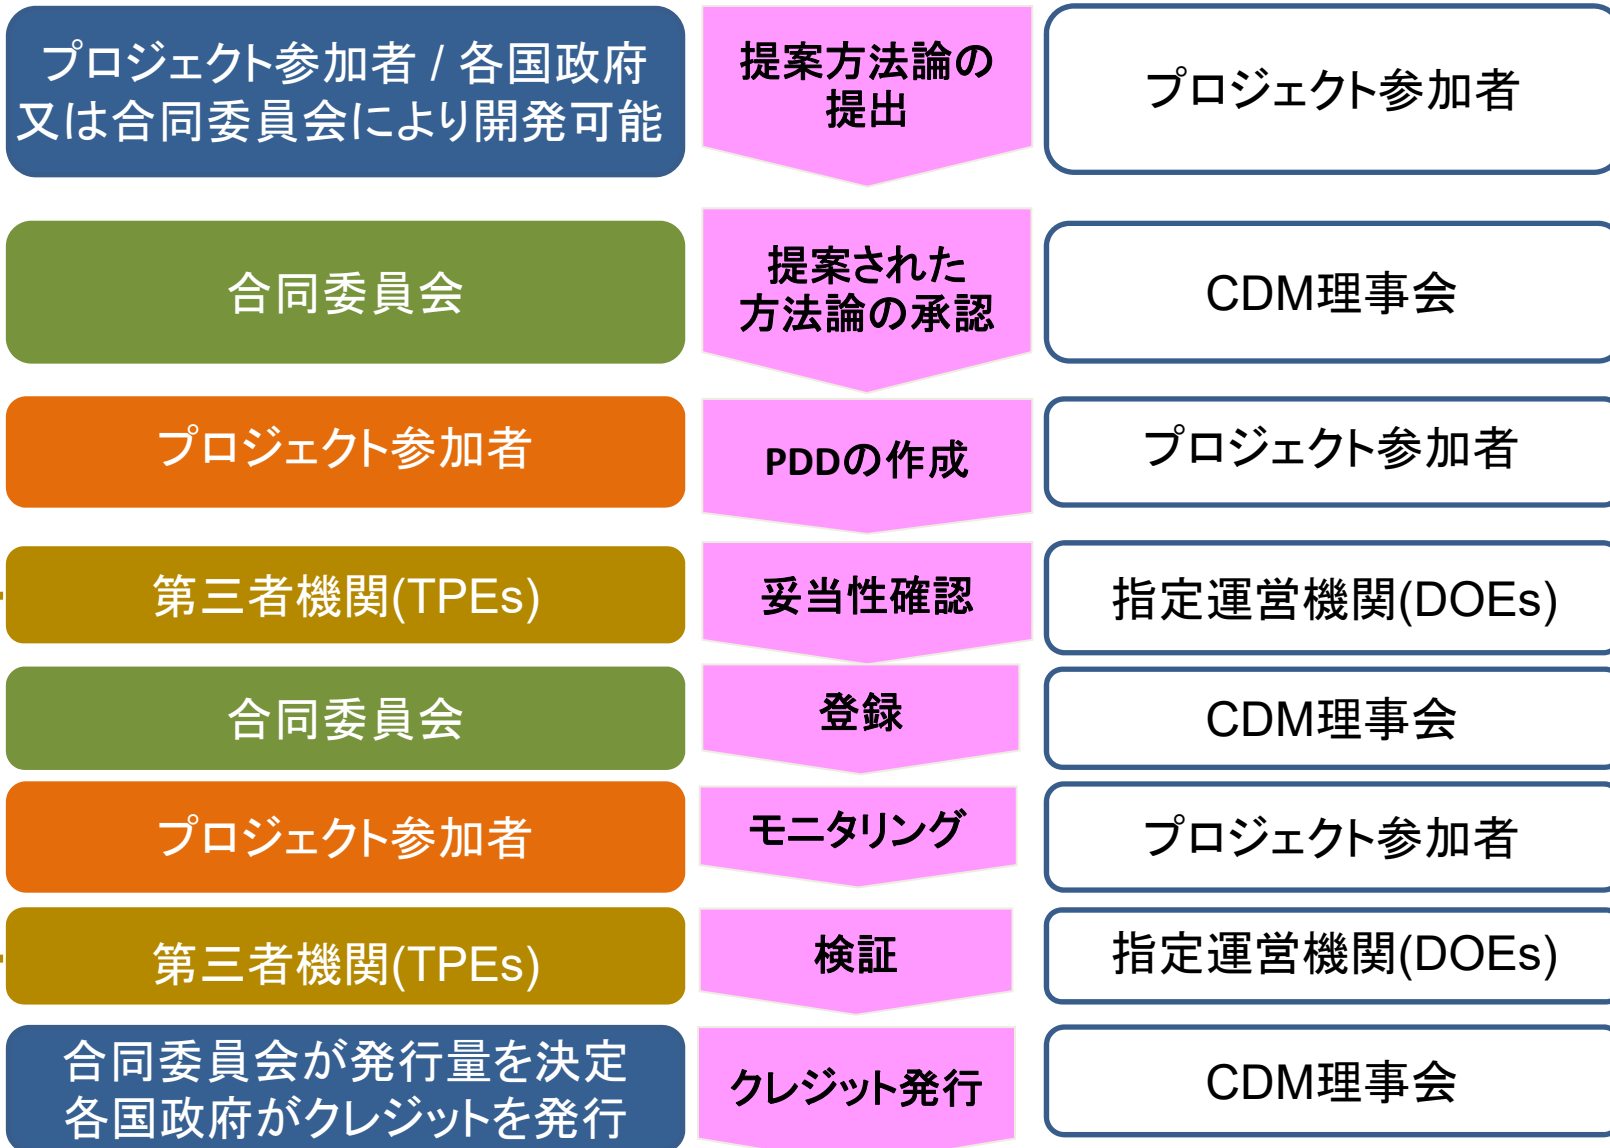 プロジェクト参加者 / 各国政府
又は合同委員会により開発可能
提案方法論の
提出
プロジェクト参加者
合同委員会
提案された
方法論の承認
CDM理事会
プロジェクト参加者
PDDの作成
プロジェクト参加者
第三者機関(TPEs)
妥当性確認
指定運営機関(DOEs)
合同委員会
登録
CDM理事会
プロジェクト参加者
モニタリング
プロジェクト参加者
第三者機関(TPEs)
検証
指定運営機関(DOEs)
合同委員会が発行量を決定
各国政府がクレジットを発行
クレジット発行
CDM理事会